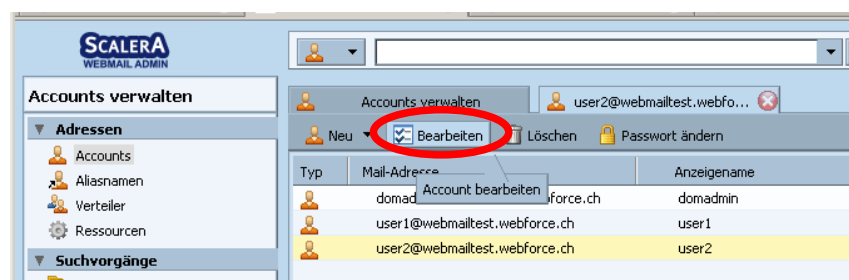 SCALERA
WEBMAIL ADMIN
Accounts verwalten
Adressen
Accounts
Aliasnamen
Verteiler
Ressourcen
Suchvorgänge
Accounts verwalten
user2@webmailtest.webfo...
Neu Bearbeiten Löschen Passwort ändern
Typ Mail-Adresse Anzeigename
Account bearbeiten
domadmin
user1@webmailtest.webforce.ch user1
user2@webmailtest.webforce.ch user2